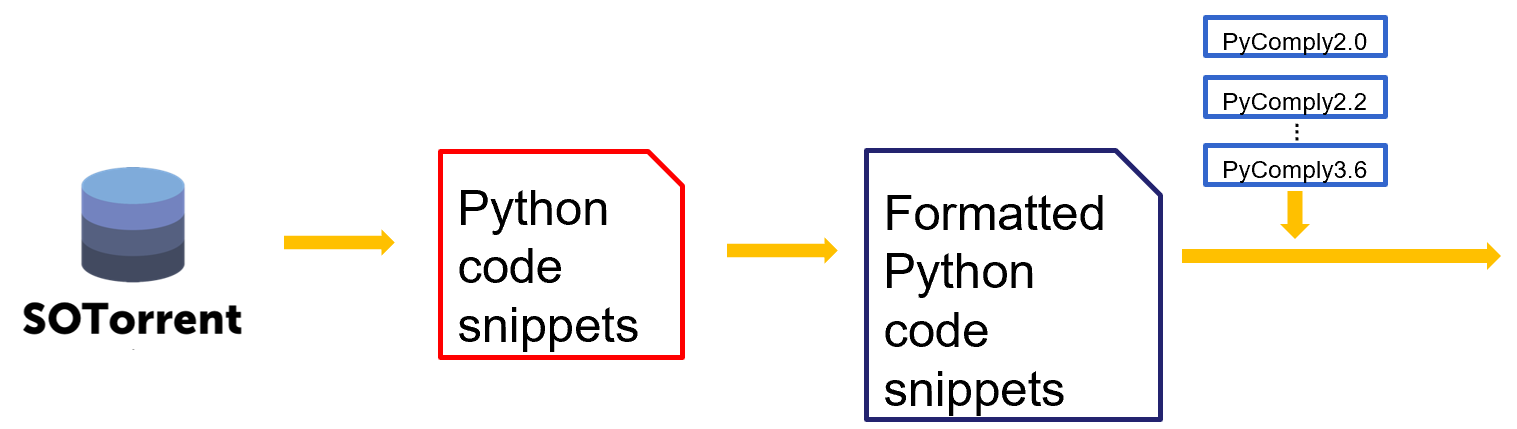 SOTorrent
Python
code
snippets
Formatted
Python
code
snippets
PyComply2.0
PyComply2.2
PyComply3.6